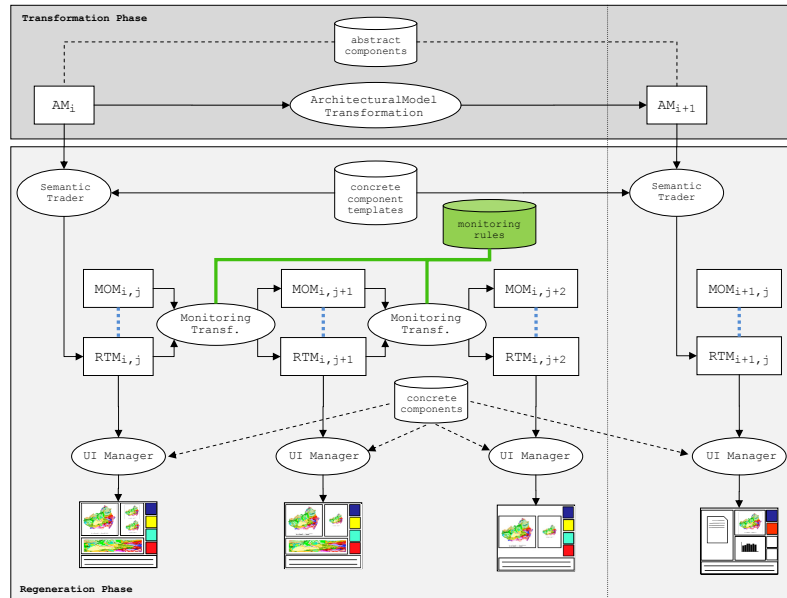 Transformation Phase
abstract
components
AMi
ArchitecturalModel
Transformation
AMi+1
Semantic
Trader
concrete
component
templates
Semantic
Trader
monitoring
rules
MOMi,j
MOMi,j+1
MOMi,j+2
MOMi+1,j
Monitoring
Transf.
Monitoring
Transf.
RTMi,j
RTMi,j+1
RTMi,j+2
RTMi+1,j
concrete
components
UI Manager
UI Manager
UI Manager
UI Manager
Regeneration Phase